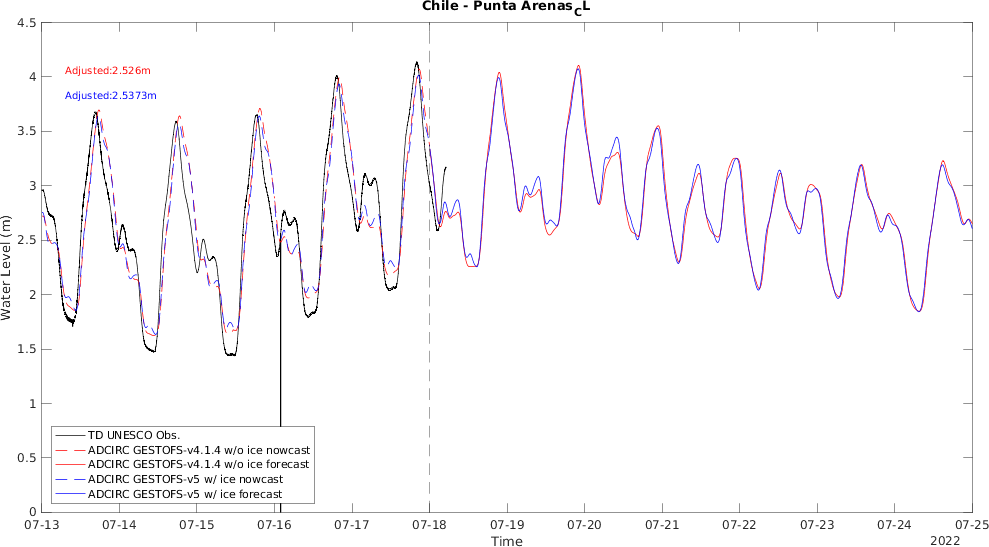 Chile - Punta Arenas_CL
4.5
4
3.5
3
2.5
2
1.5
1
0.5
0
Water Level (m)
Adjusted:2.526m
Adjusted:2.5373m
TD UNESCO Obs.
ADCIRC GESTOFS-v4.1.4 w/o ice nowcast
ADCIRC GESTOFS-v4.1.4 w/o ice forecast
ADCIRC GESTOFS-v5 w/ ice nowcast
ADCIRC GESTOFS-v5 w/ ice forecast
07-13 07-14 07-15 07-16 07-17 07-18 07-19 07-20 07-21 07-22 07-23 07-24 07-25
Time
2022